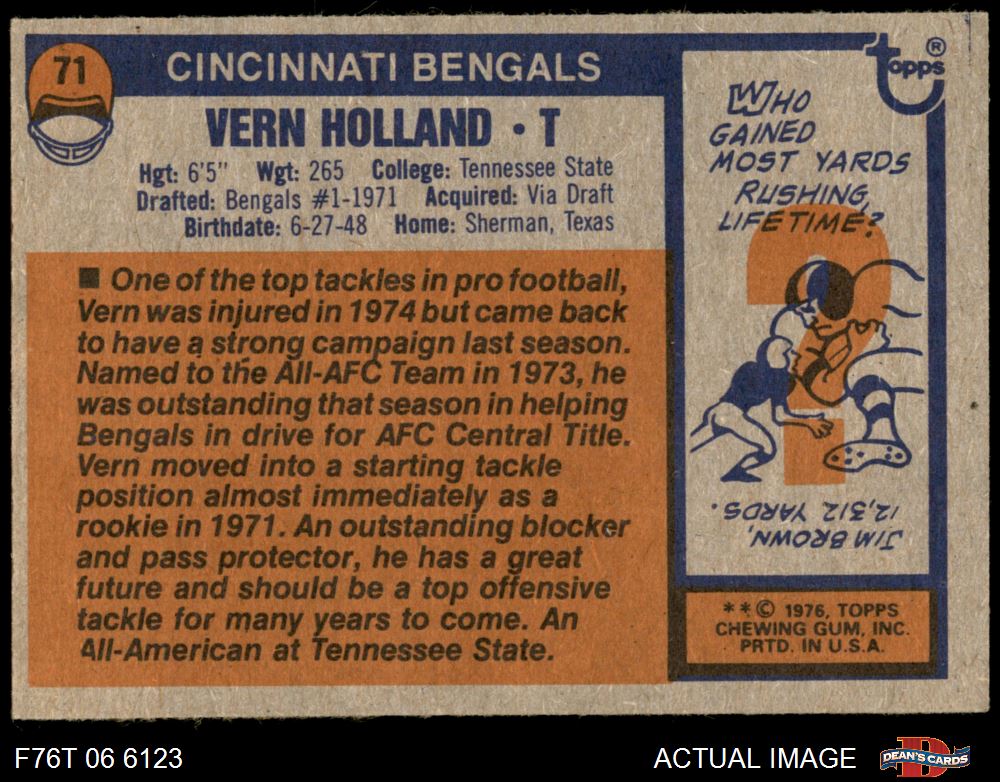 71
CINCINNATI BENGALS
VERN HOLLAND • T
Hgt: 6'5" Wgt: 265 College: Tennessee State
Drafted: Bengals #1-1971 Acquired: Via Draft
Birthdate: 6-27-48 Home: Sherman, Texas
■ One of the top tackles in pro football,
Vern was injured in 1974 but came back
to have a strong campaign last season.
Named to the All-AFC Team in 1973, he
was outstanding that season in helping
Bengals in drive for AFC Central Title.
Vern moved into a starting tackle
position almost immediately as a
rookie in 1971. An outstanding blocker
and pass protector, he has a great
future and should be a top offensive
tackle for many years to come. An
All-American at Tennessee State.
topps®
WHO
GAINED
MOST YARDS
RUSHING,
LIFETIME?
?
JIM BROWN,
12,312 YARDS.
**© 1976, TOPPS
CHEWING GUM, INC.
PRTD. IN U.S.A.
F76T 06 6123
ACTUAL IMAGE
D
DEAN'S CARDS